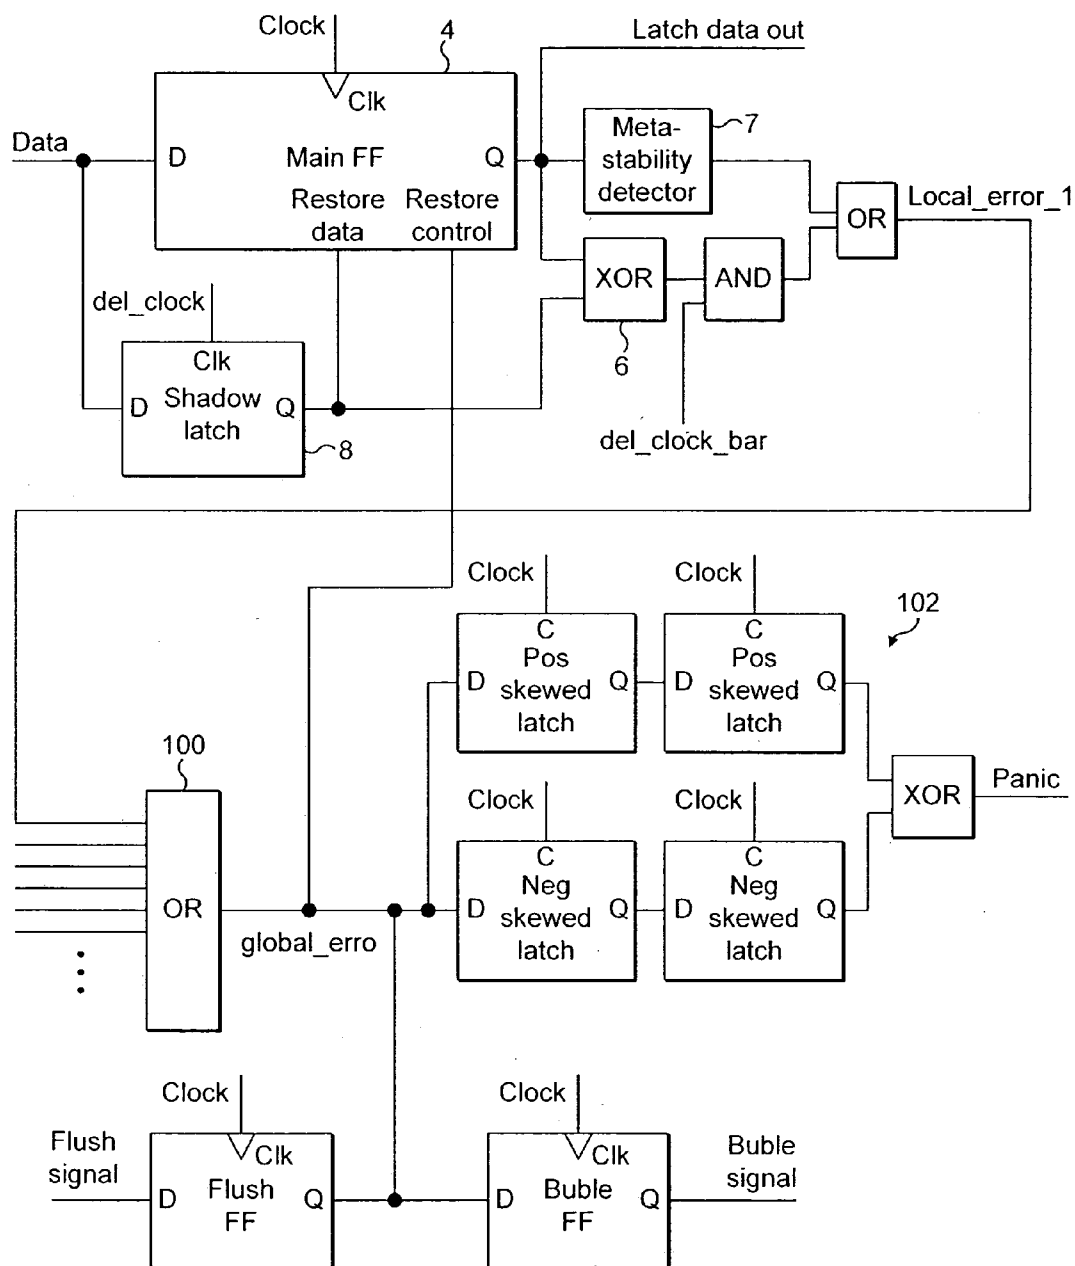 Clock
4
Latch data out
Clk
Data
D
Main FF
Q
Restore
data
Restore
control
Meta-
stability
detector
7
OR
Local_error_1
XOR
6
AND
del_clock_bar
del_clock
Clk
D
Shadow
latch
Q
8
Clock
C
D
Pos
skewed
latch
Q
Clock
C
D
Pos
skewed
latch
Q
102
100
OR
global_erro
Clock
C
D
Neg
skewed
latch
Q
Clock
C
D
Neg
skewed
latch
Q
XOR
Panic
Flush
signal
Clock
Clk
D
Flush
FF
Q
Clock
Clk
D
Buble
FF
Q
Buble
signal